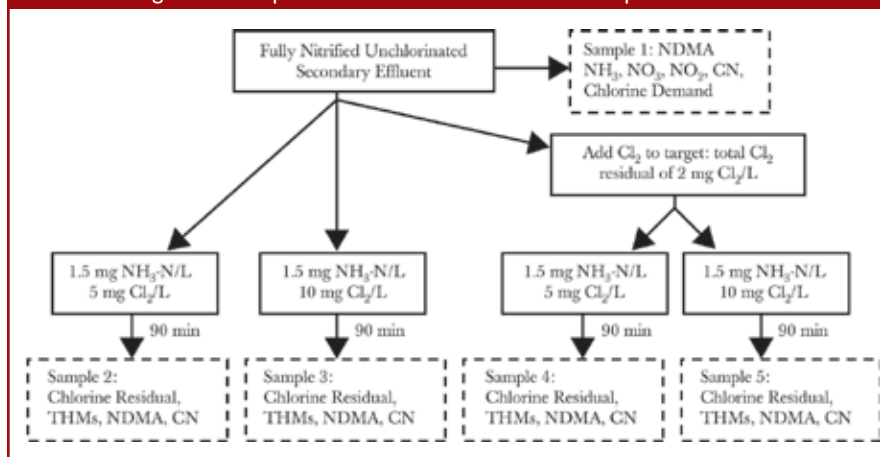 Fully Nitrified Unchlorinated
Secondary Effluent
Sample 1: NDMA
NH₃, NO₃, NO₂, CN,
Chlorine Demand
Add Cl₂ to target: total Cl₂
residual of 2 mg Cl₂/L
1.5 mg NH₃-N/L
5 mg Cl₂/L
1.5 mg NH₃-N/L
10 mg Cl₂/L
1.5 mg NH₃-N/L
5 mg Cl₂/L
1.5 mg NH₃-N/L
10 mg Cl₂/L
90 min
90 min
90 min
90 min
Sample 2:
Chlorine Residual,
THMs, NDMA, CN
Sample 3:
Chlorine Residual,
THMs, NDMA, CN
Sample 4:
Chlorine Residual,
THMs, NDMA, CN
Sample 5:
Chlorine Residual,
THMs, NDMA, CN